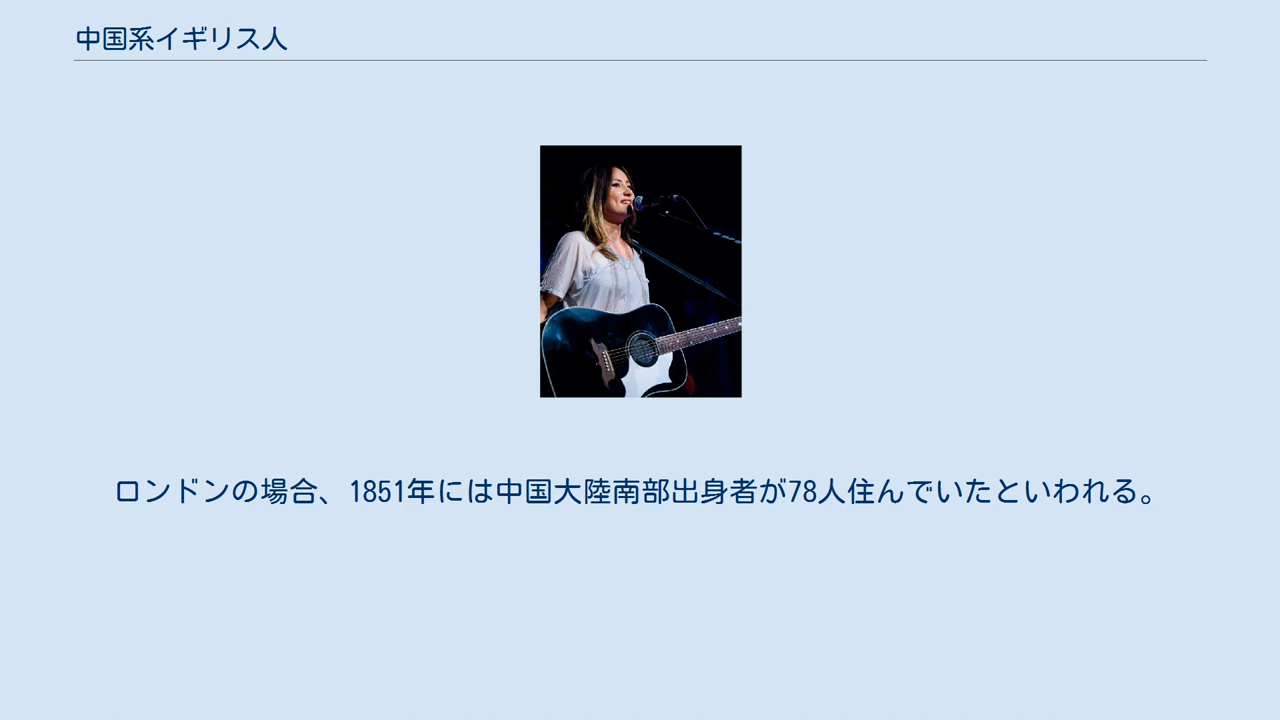 中国系イギリス人
ロンドンの場合、1851年には中国大陸南部出身者が78人住んでいたといわれる。